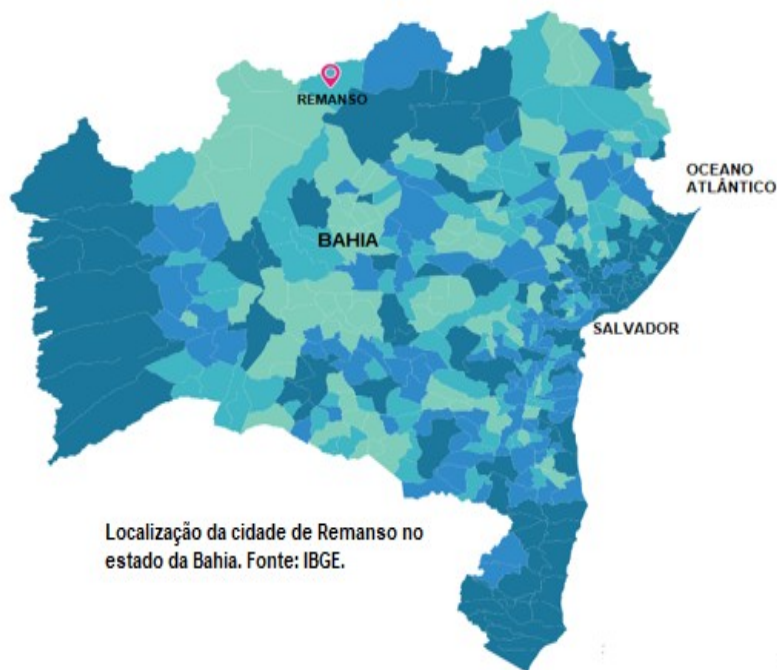 REMANSO
OCEANO
ATLÂNTICO
BAHIA
SALVADOR
Localização da cidade de Remanso no
estado da Bahia. Fonte: IBGE.